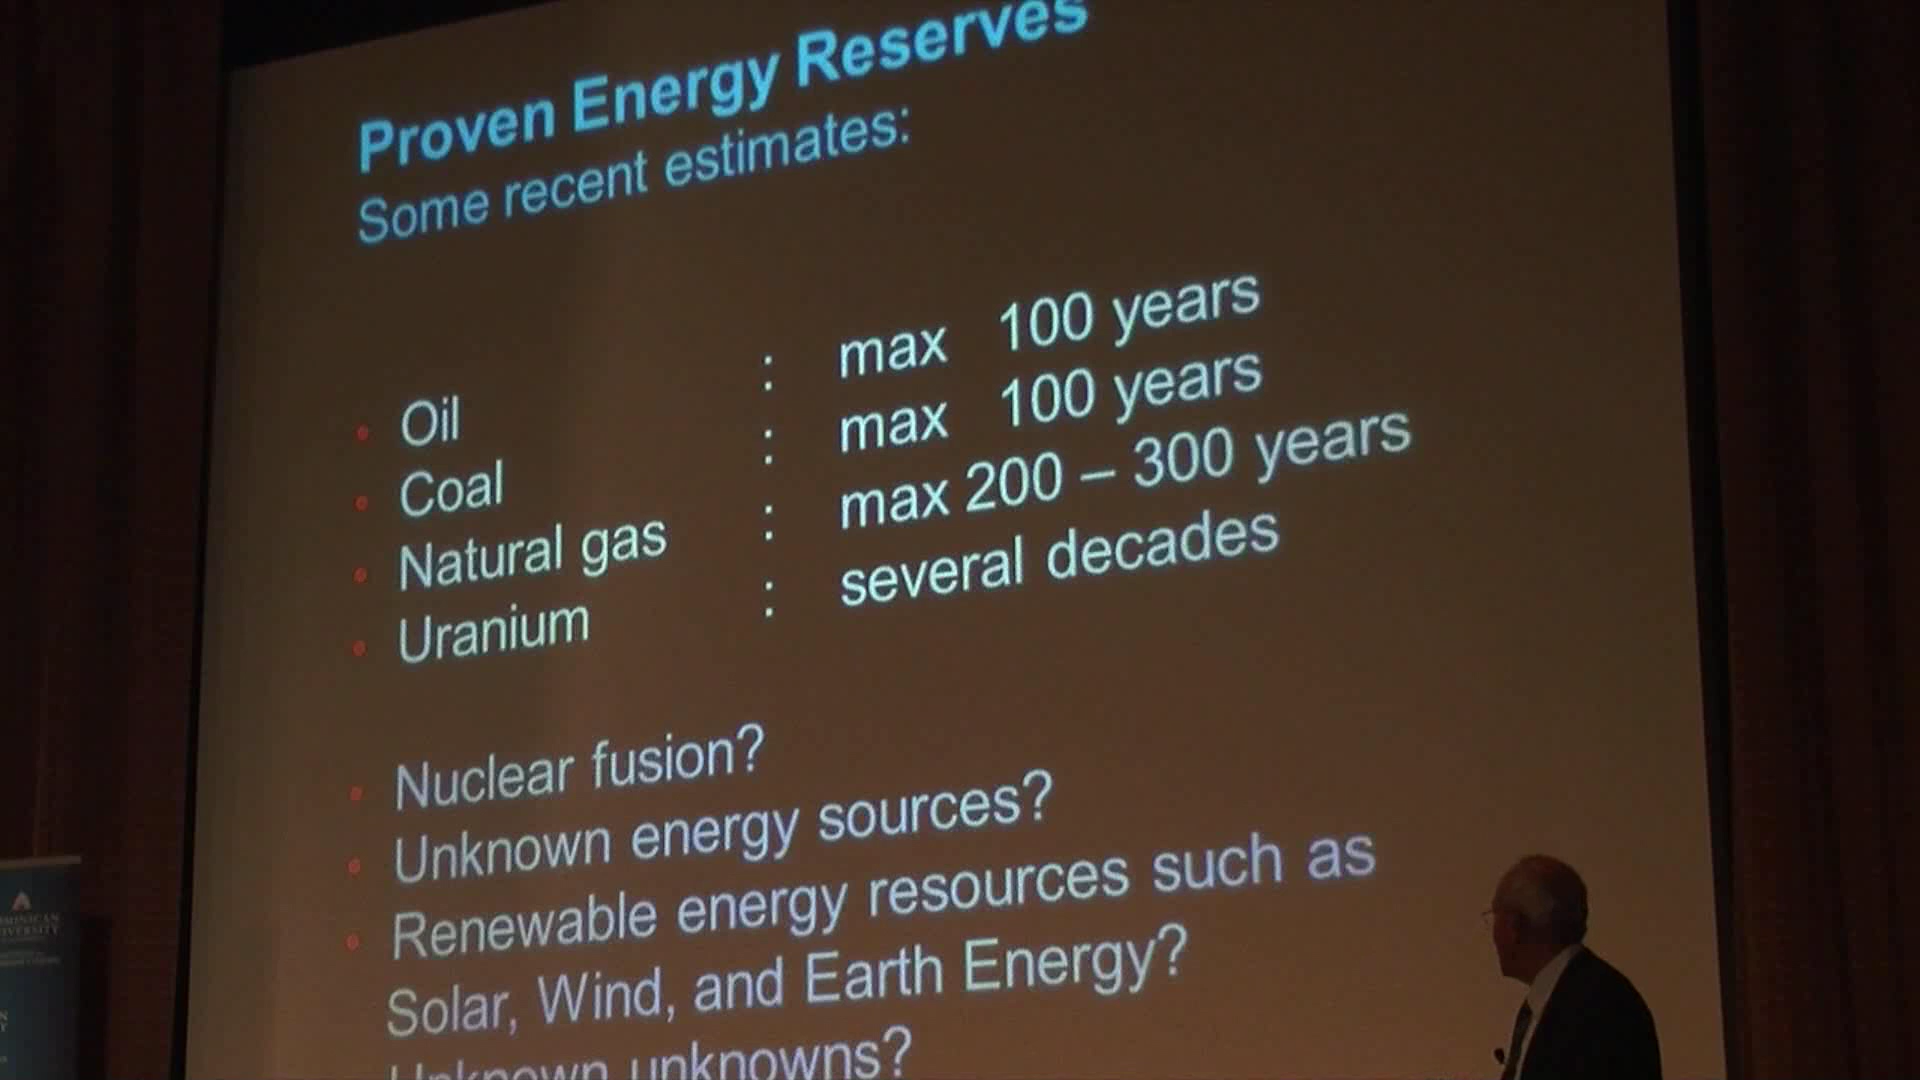 Proven Energy Reserves
Some recent estimates:
• Oil : max 100 years
• Coal : max 100 years
• Natural gas : max 200 – 300 years
• Uranium : several decades
• Nuclear fusion?
• Unknown energy sources?
• Renewable energy resources such as
Solar, Wind, and Earth Energy?
Unknown unknowns?